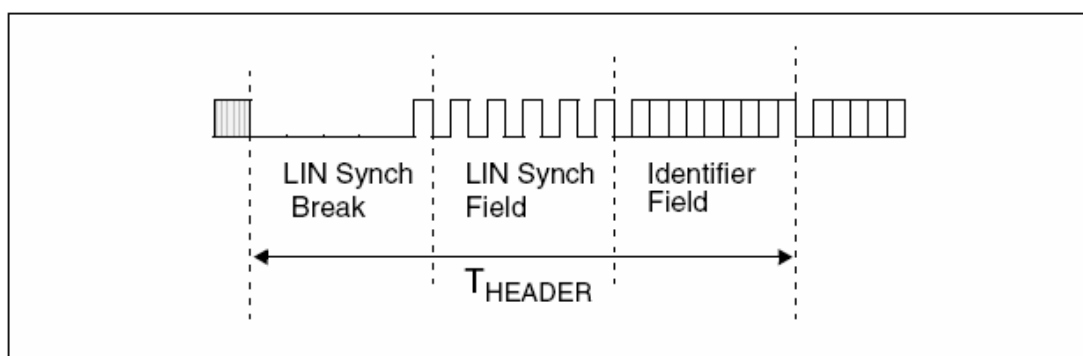 LIN Synch
Break
LIN Synch
Field
Identifier
Field
THEADER